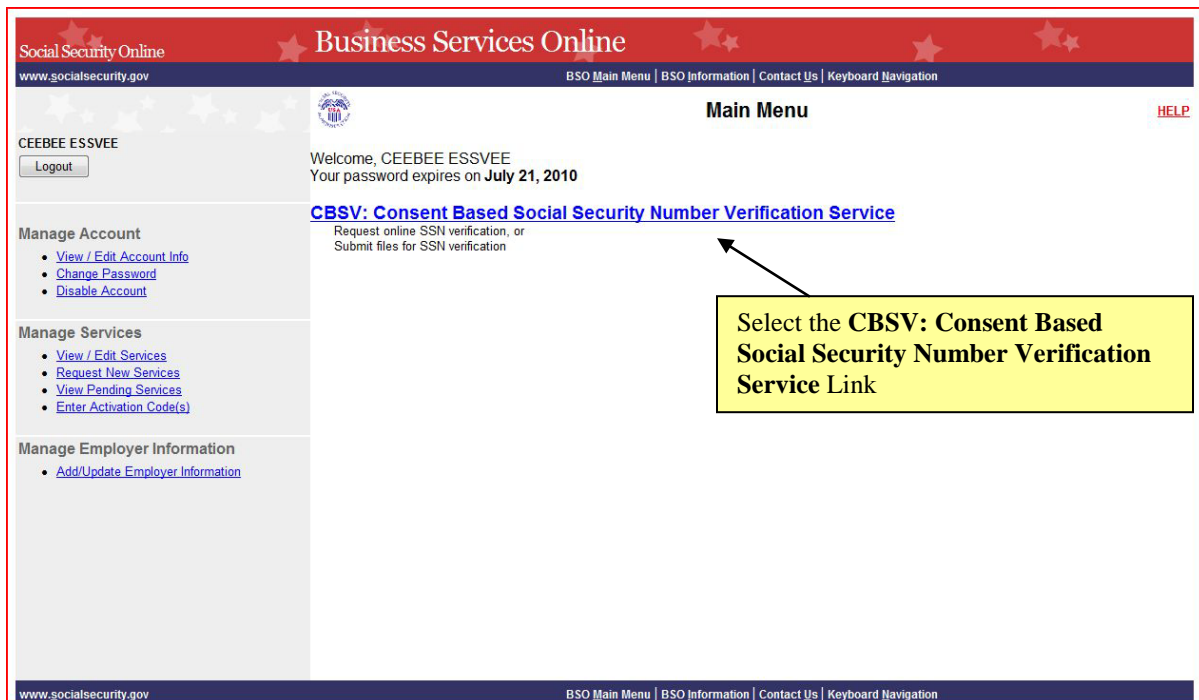 Social Security Online
Business Services Online
www.socialsecurity.gov
BSO Main Menu | BSO Information | Contact Us | Keyboard Navigation
Main Menu
HELP
CEEBEE ESSVEE
Logout
Welcome, CEEBEE ESSVEE
Your password expires on July 21, 2010
CBSV: Consent Based Social Security Number Verification Service
Request online SSN verification, or
Submit files for SSN verification
Manage Account
View / Edit Account Info
Change Password
Disable Account
Select the CBSV: Consent Based
Social Security Number Verification
Service Link
Manage Services
View / Edit Services
Request New Services
View Pending Services
Enter Activation Code(s)
Manage Employer Information
Add/Update Employer Information
www.socialsecurity.gov
BSO Main Menu | BSO Information | Contact Us | Keyboard Navigation